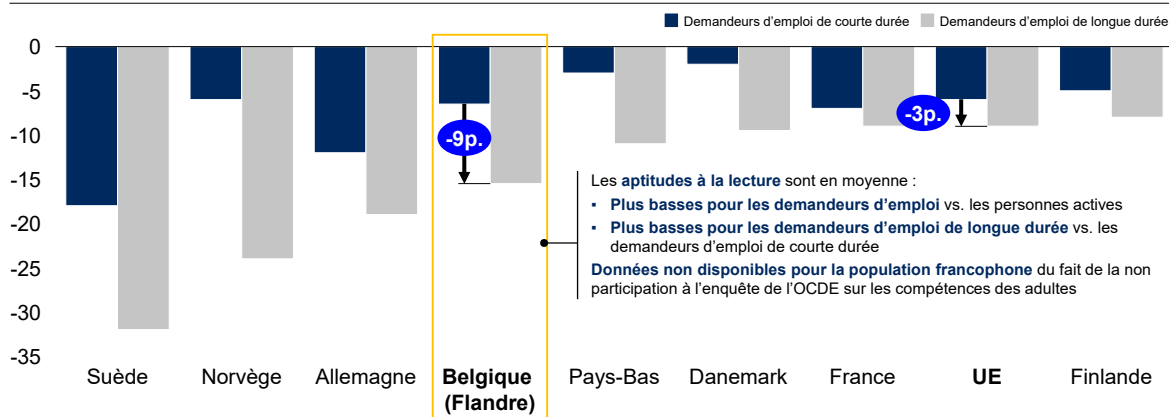 Demandeurs d'emploi de courte durée
Demandeurs d'emploi de longue durée
0
-5
-10
-15
-20
-25
-30
-35
-9p.
-3p.
Les aptitudes à la lecture sont en moyenne :
▪ Plus basses pour les demandeurs d'emploi vs. les personnes actives
▪ Plus basses pour les demandeurs d'emploi de longue durée vs. les
demandeurs d'emploi de courte durée
Données non disponibles pour la population francophone du fait de la non
participation à l'enquête de l'OCDE sur les compétences des adultes
Suède
Norvège
Allemagne
Belgique
(Flandre)
Pays-Bas
Danemark
France
UE
Finlande